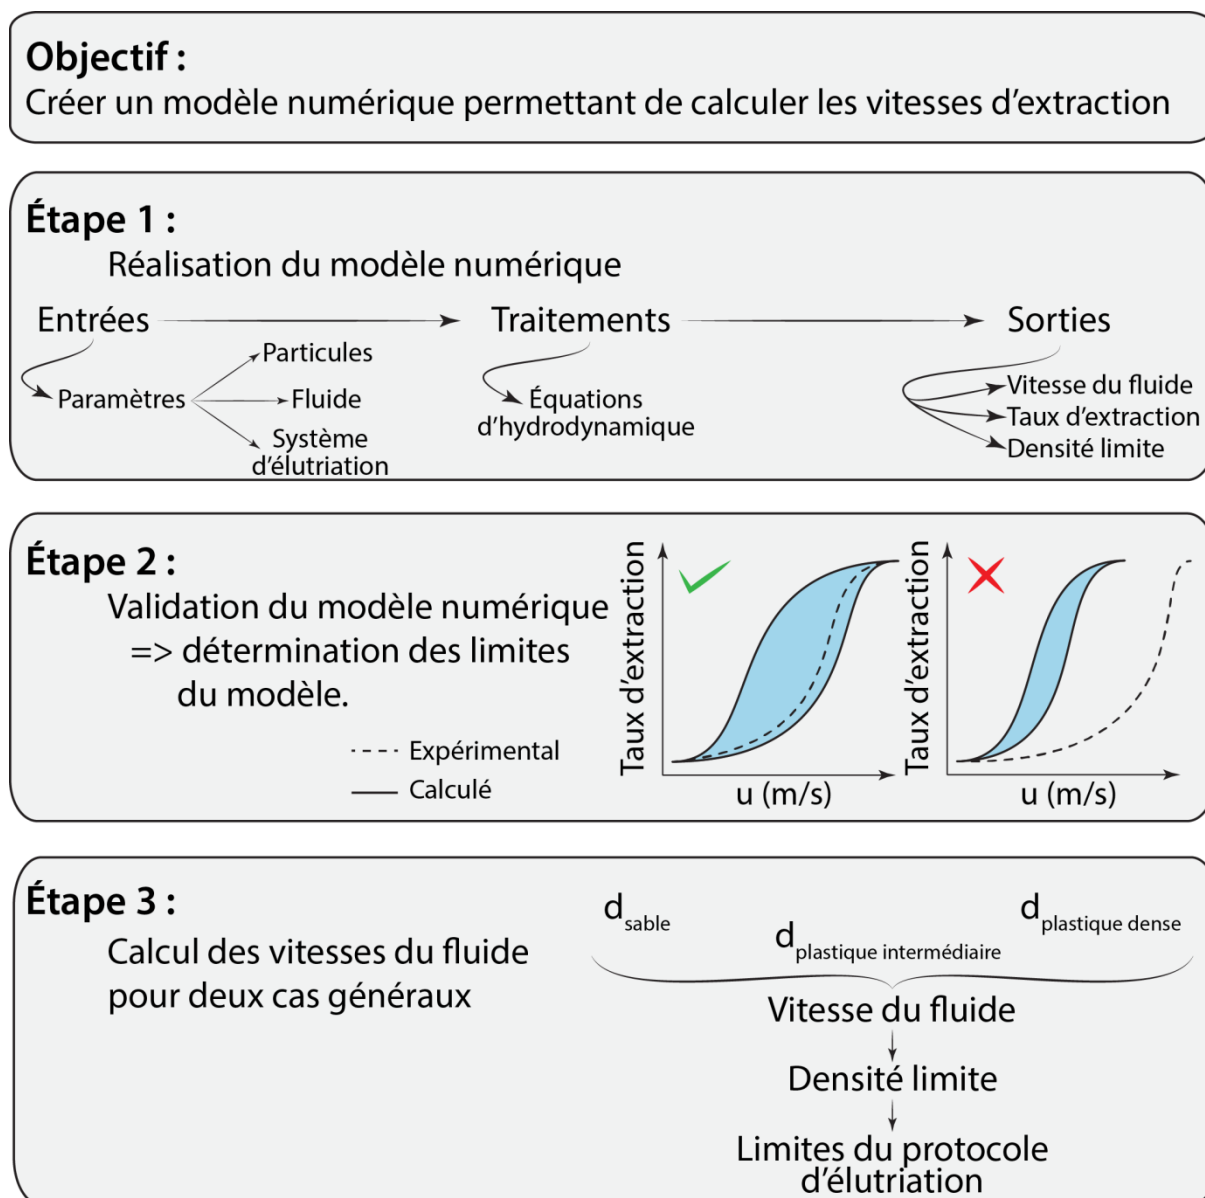 Objectif :
Créer un modèle numérique permettant de calculer les vitesses d’extraction
Étape 1 :
Réalisation du modèle numérique
Entrées
Traitements
Sorties
Paramètres
Particules
Fluide
Système
d’élutriation
Équations
d’hydrodynamique
Vitesse du fluide
Taux d’extraction
Densité limite
Étape 2 :
Validation du modèle numérique
=> détermination des limites
du modèle.
Expérimental
Calculé
Taux d’extraction
u (m/s)
Taux d’extraction
u (m/s)
Étape 3 :
Calcul des vitesses du fluide
pour deux cas généraux
d sable
d plastique intermédiaire
d plastique dense
Vitesse du fluide
Densité limite
Limites du protocole
d’élutriation